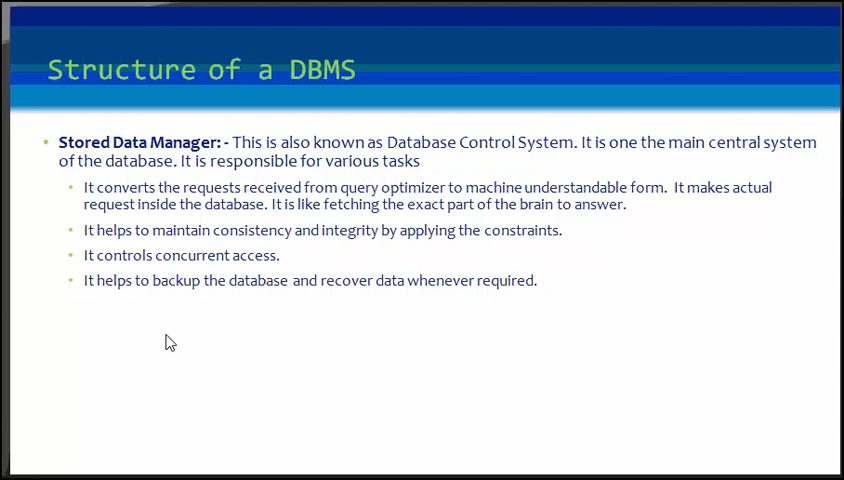 Structure of a DBMS
Stored Data Manager: - This is also known as Database Control System. It is one the main central system
of the database. It is responsible for various tasks
It converts the requests received from query optimizer to machine understandable form. It makes actual
request inside the database. It is like fetching the exact part of the brain to answer.
It helps to maintain consistency and integrity by applying the constraints.
It controls concurrent access.
It helps to backup the database and recover data whenever required.